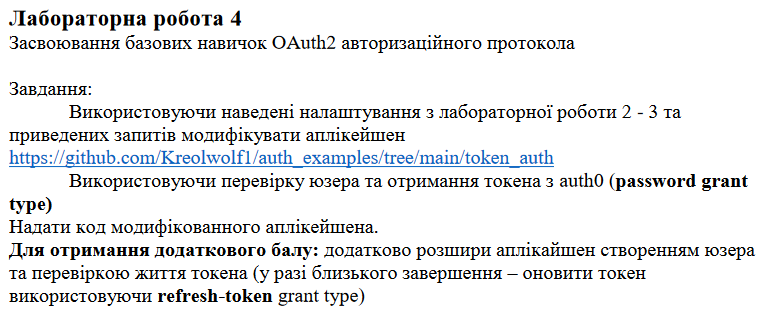 Лабораторна робота 4
Засвоювання базових навичок OAuth2 авторизаційного протокола
Завдання:
Використовуючи наведені налаштування з лабораторної роботи 2 - 3 та
приведених запитів модифікувати аплікейшен
https://github.com/Kreolwolf1/auth_examples/tree/main/token_auth
Використовуючи перевірку юзера та отримання токена з auth0 (password grant
type)
Надати код модифікованного аплікейшена.
Для отримання додаткового балу: додатково розшири аплікайшен створенням юзера
та перевіркою життя токена (у разі близького завершення – оновити токен
використовуючи refresh-token grant type)